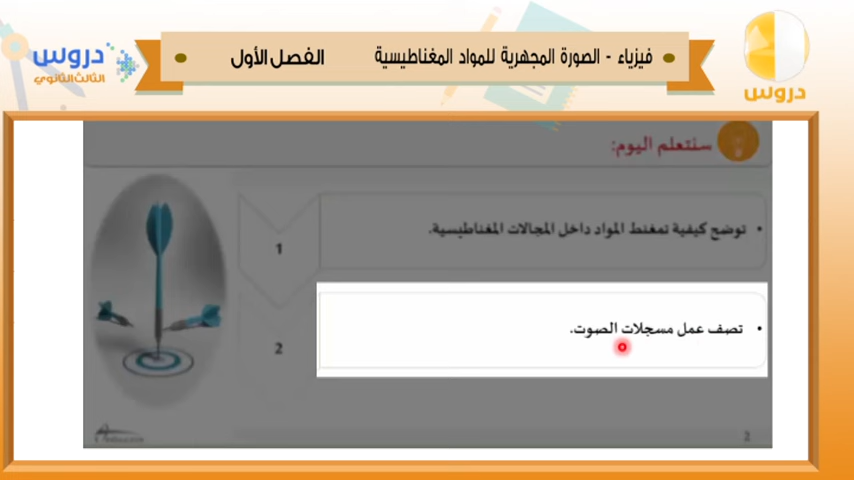 دروس
الثالث الثانوي
فيزياء - الصورة المجهرية للمواد المغناطيسية
الفصل الأول
دروس
سنتعلم اليوم:
• توضح كيفية تمغنط المواد داخل المجالات المغناطيسية.
1
• تصف عمل مسجلات الصوت.
2
2